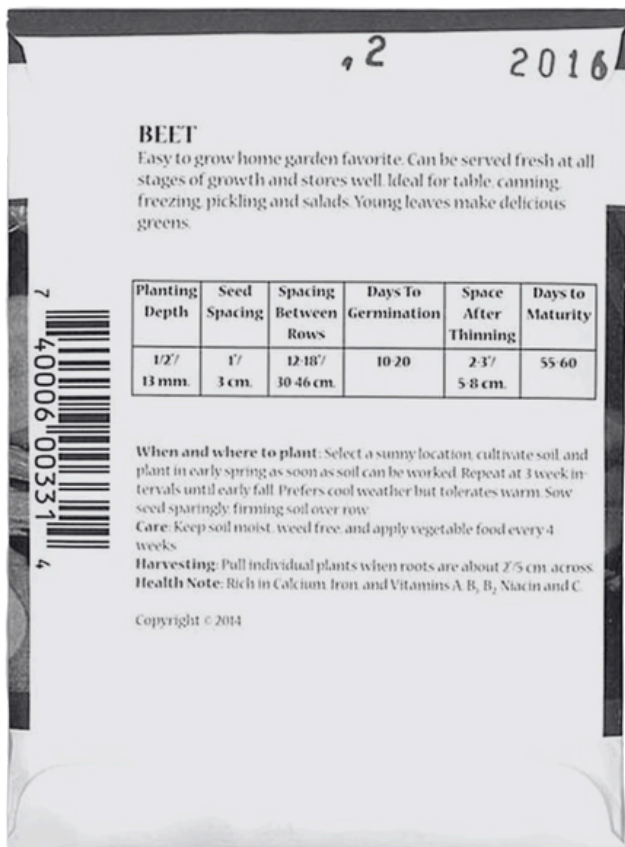 ,2 2016
BEET
Easy to grow home garden favorite. Can be served fresh at all
stages of growth and stores well. Ideal for table, canning,
freezing, pickling and salads. Young leaves make delicious
greens.
Planting Depth Seed Spacing Spacing Between Rows Days To Germination Space After Thinning Days to Maturity
1/2"/ 13 mm. 1"/ 3 cm. 12-18"/ 30-46 cm. 10-20 2-3"/ 5-8 cm. 55-60
7 40006 00331 4
When and where to plant: Select a sunny location, cultivate soil, and
plant in early spring as soon as soil can be worked. Repeat at 3 week in-
tervals until early fall. Prefers cool weather but tolerates warm. Sow
seed sparingly, firming soil over row.
Care: Keep soil moist, weed free, and apply vegetable food every 4
weeks.
Harvesting: Pull individual plants when roots are about 2"/5 cm. across.
Health Note: Rich in Calcium, Iron, and Vitamins A, B₁, B₂, Niacin and C.
Copyright © 2014